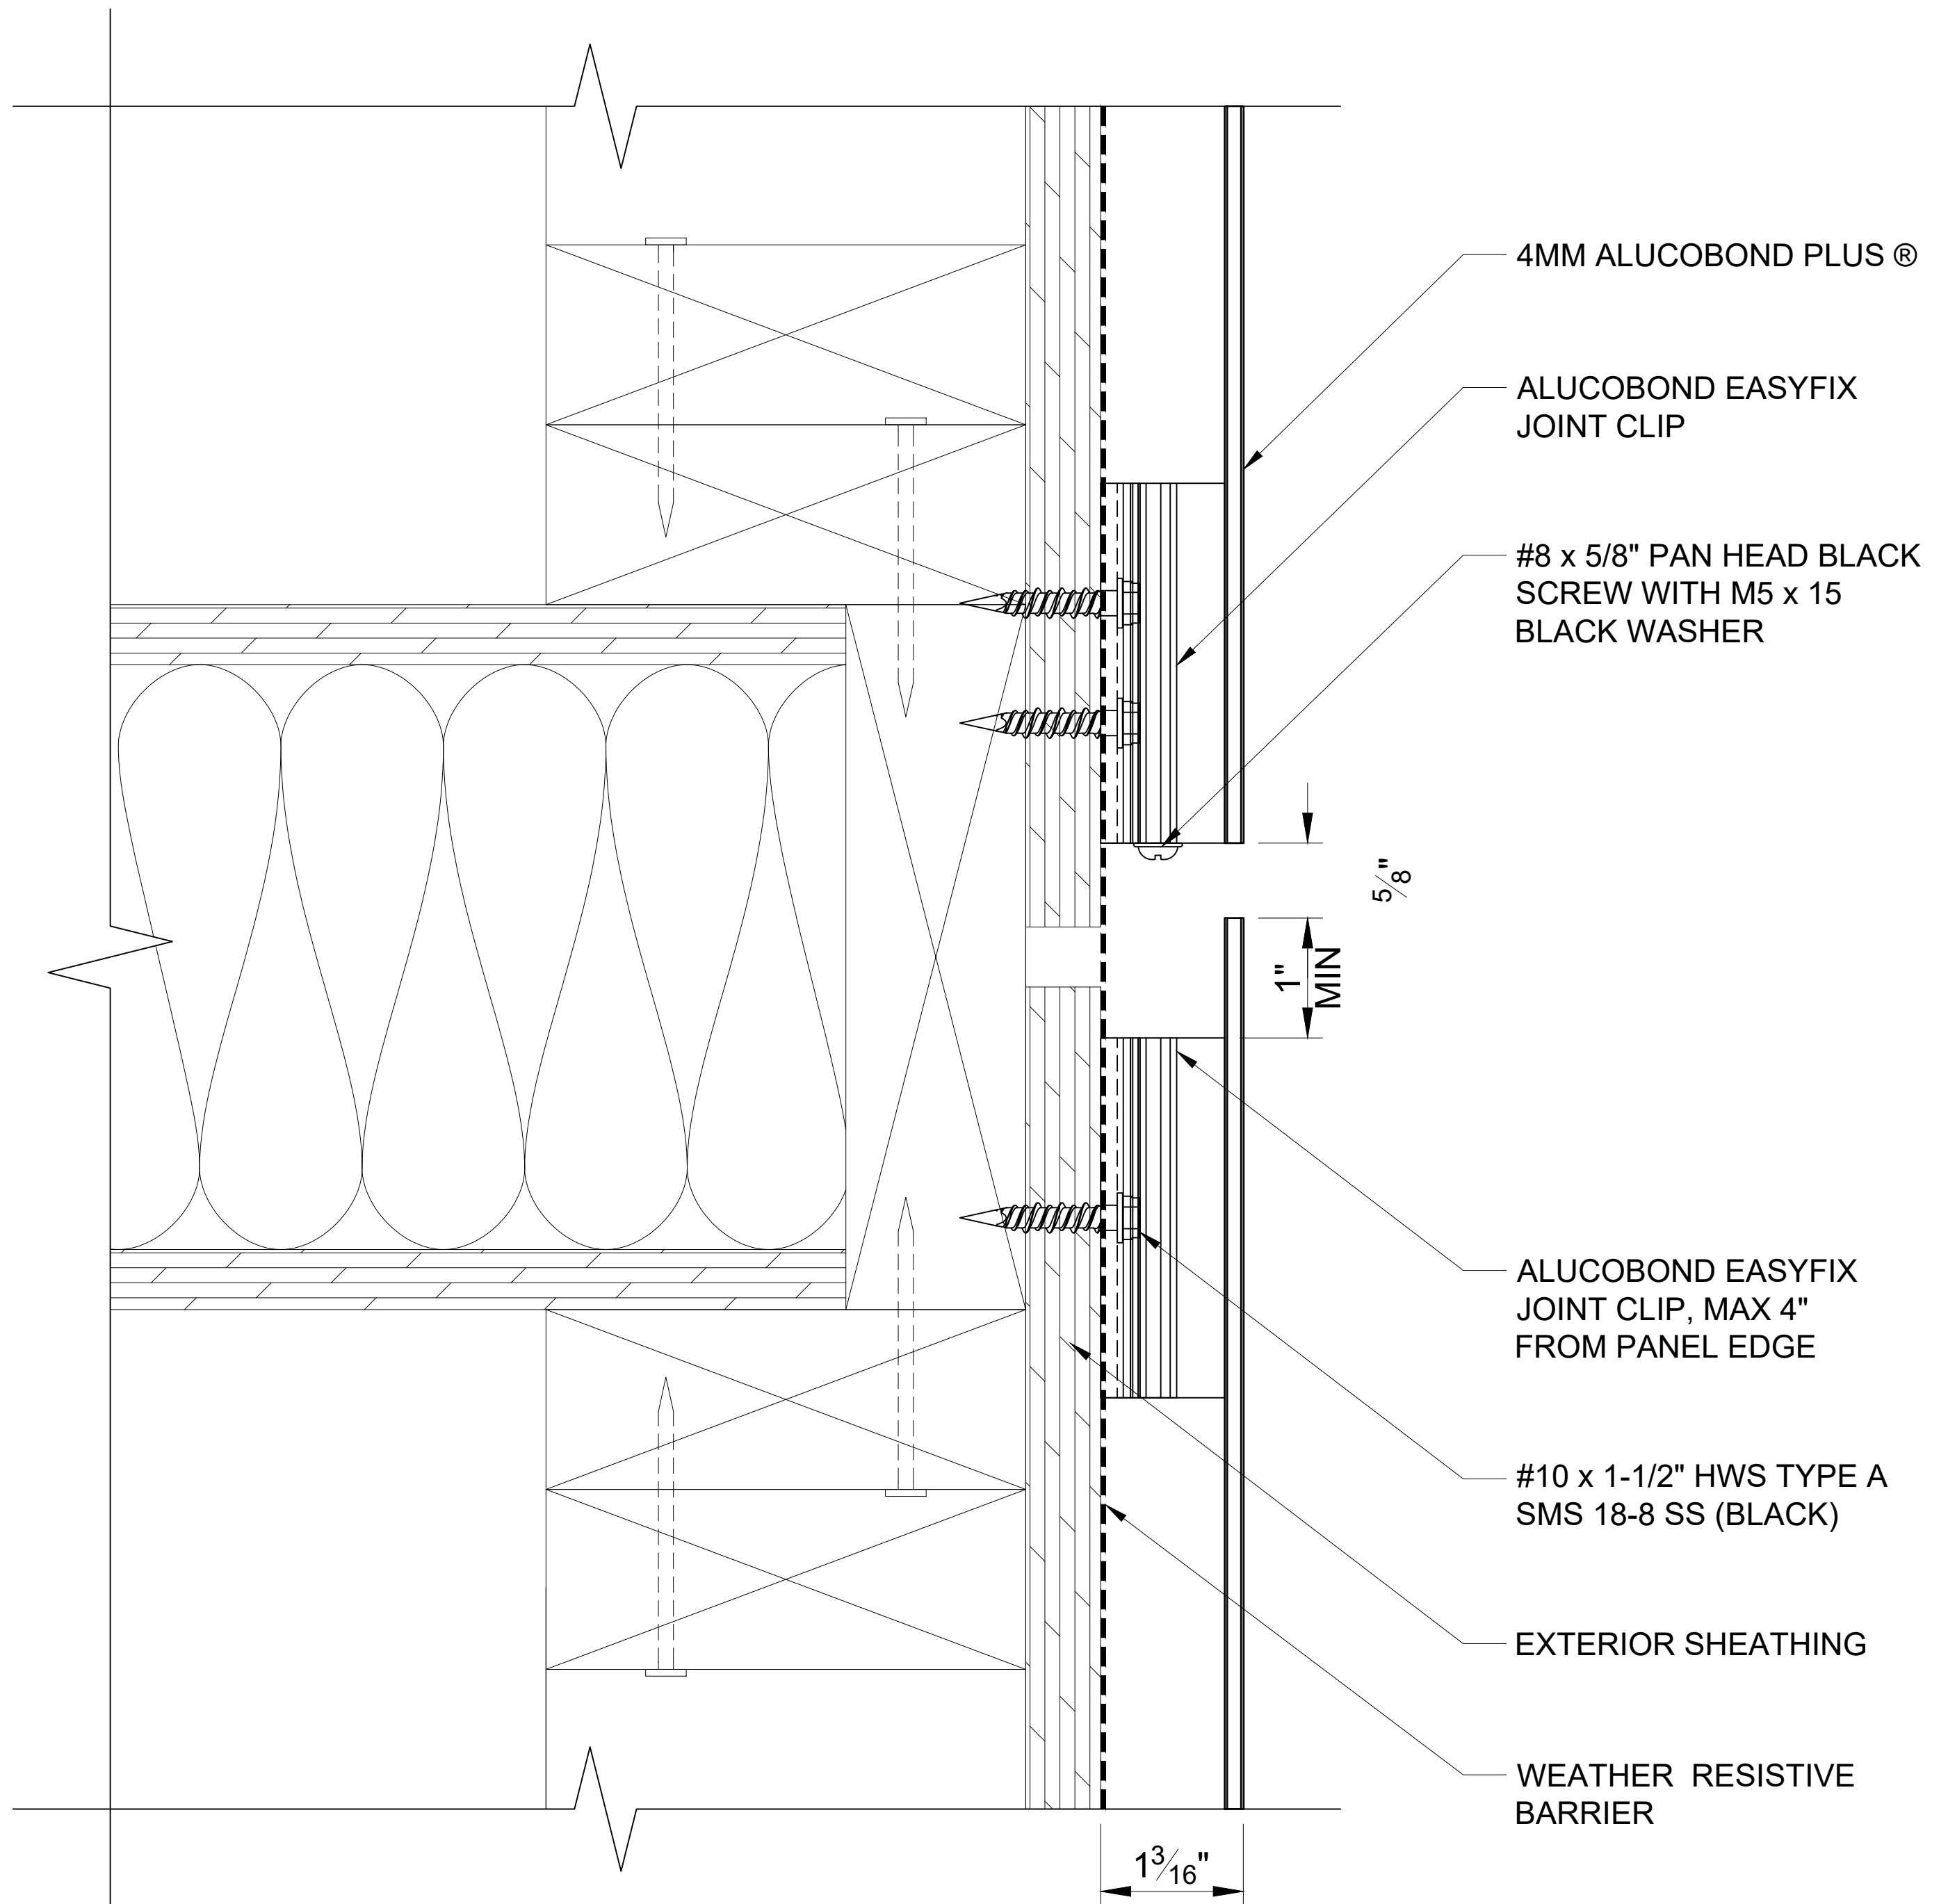 4MM ALUCOBOND PLUS ®
ALUCOBOND EASYFIX
JOINT CLIP
#8 x 5/8" PAN HEAD BLACK
SCREW WITH M5 x 15
BLACK WASHER
5/8"
1"
MIN
ALUCOBOND EASYFIX
JOINT CLIP, MAX 4"
FROM PANEL EDGE
#10 x 1-1/2" HWS TYPE A
SMS 18-8 SS (BLACK)
EXTERIOR SHEATHING
WEATHER  RESISTIVE
BARRIER
1 3/16"